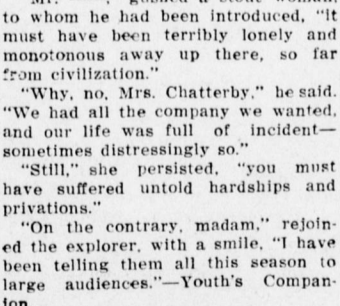 to whom he had been introduced, "it
must have been terribly lonely and
monotonous away up there, so far
from civilization."
"Why, no, Mrs. Chatterby," he said.
"We had all the company we wanted,
and our life was full of incident—
sometimes distressingly so."
"Still," she persisted, "you must
have suffered untold hardships and
privations."
"On the contrary, madam," rejoin-
ed the explorer, with a smile, "I have
been telling them all this season to
large audiences."—Youth's Compan-
ion